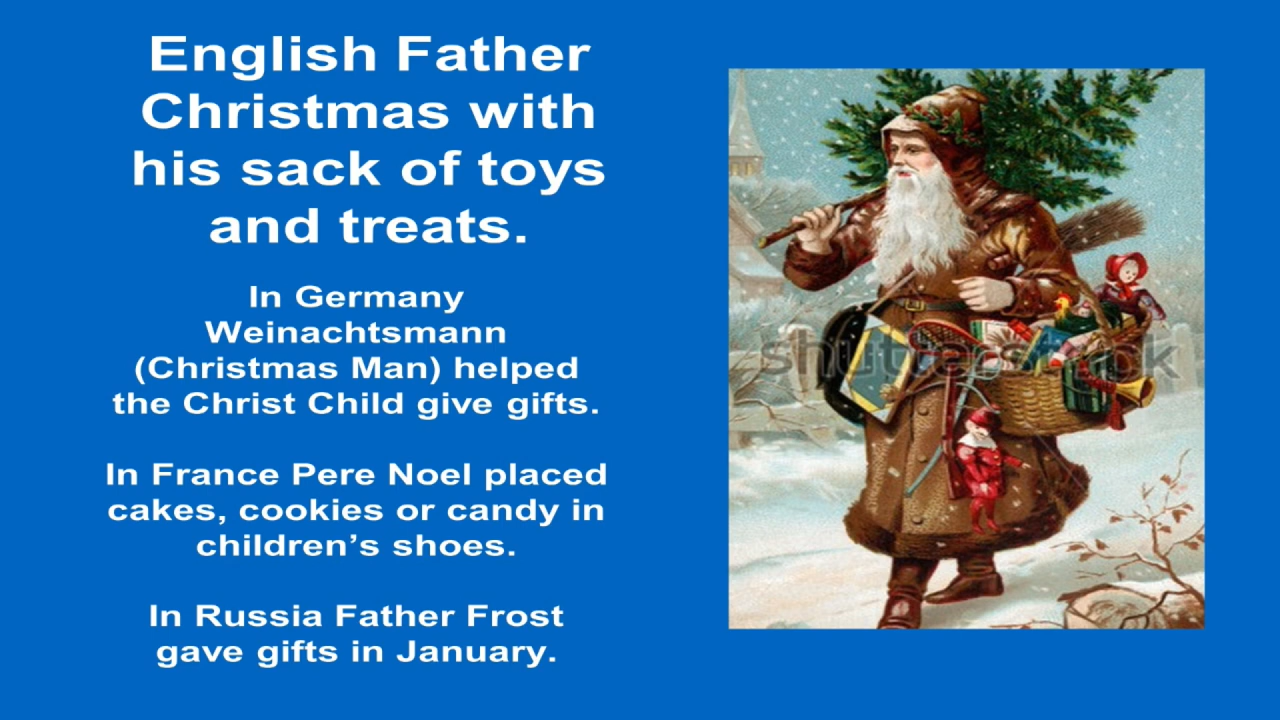 English Father
Christmas with
his sack of toys
and treats.
In Germany
Weinachtsmann
(Christmas Man) helped
the Christ Child give gifts.
In France Pere Noel placed
cakes, cookies or candy in
children’s shoes.
In Russia Father Frost
gave gifts in January.
shutterstock